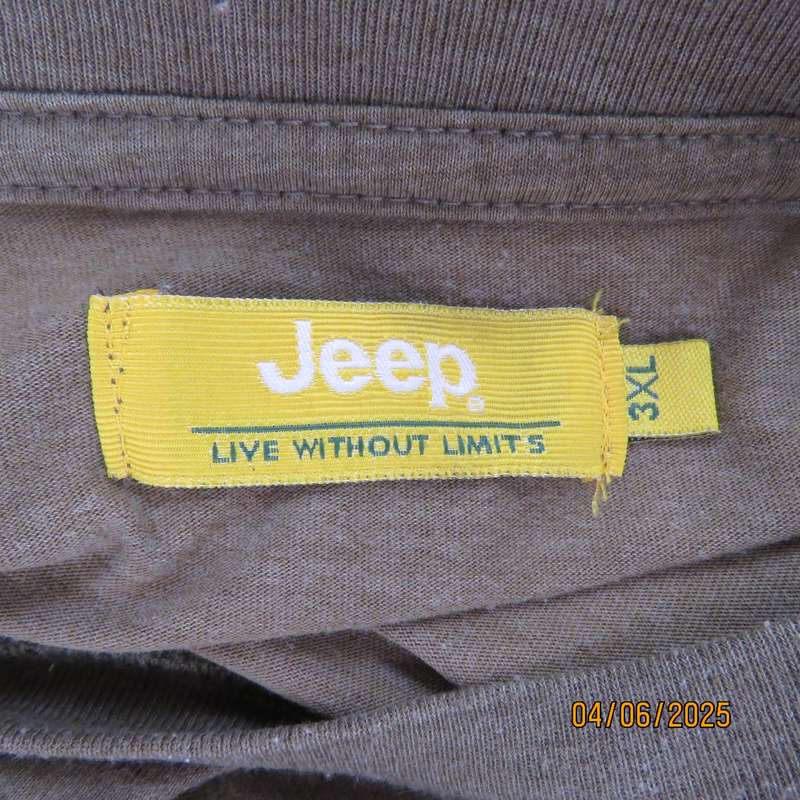 Jeep®
LIVE WITHOUT LIMITS
3XL
04/06/2025